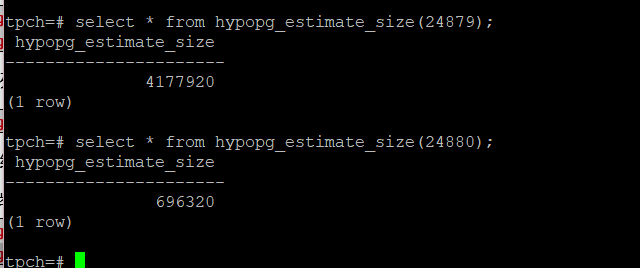 tpch=# select * from hypopg_estimate_size(24879);
 hypopg_estimate_size
----------------------
              4177920
(1 row)
tpch=# select * from hypopg_estimate_size(24880);
 hypopg_estimate_size
----------------------
               696320
(1 row)
tpch=#